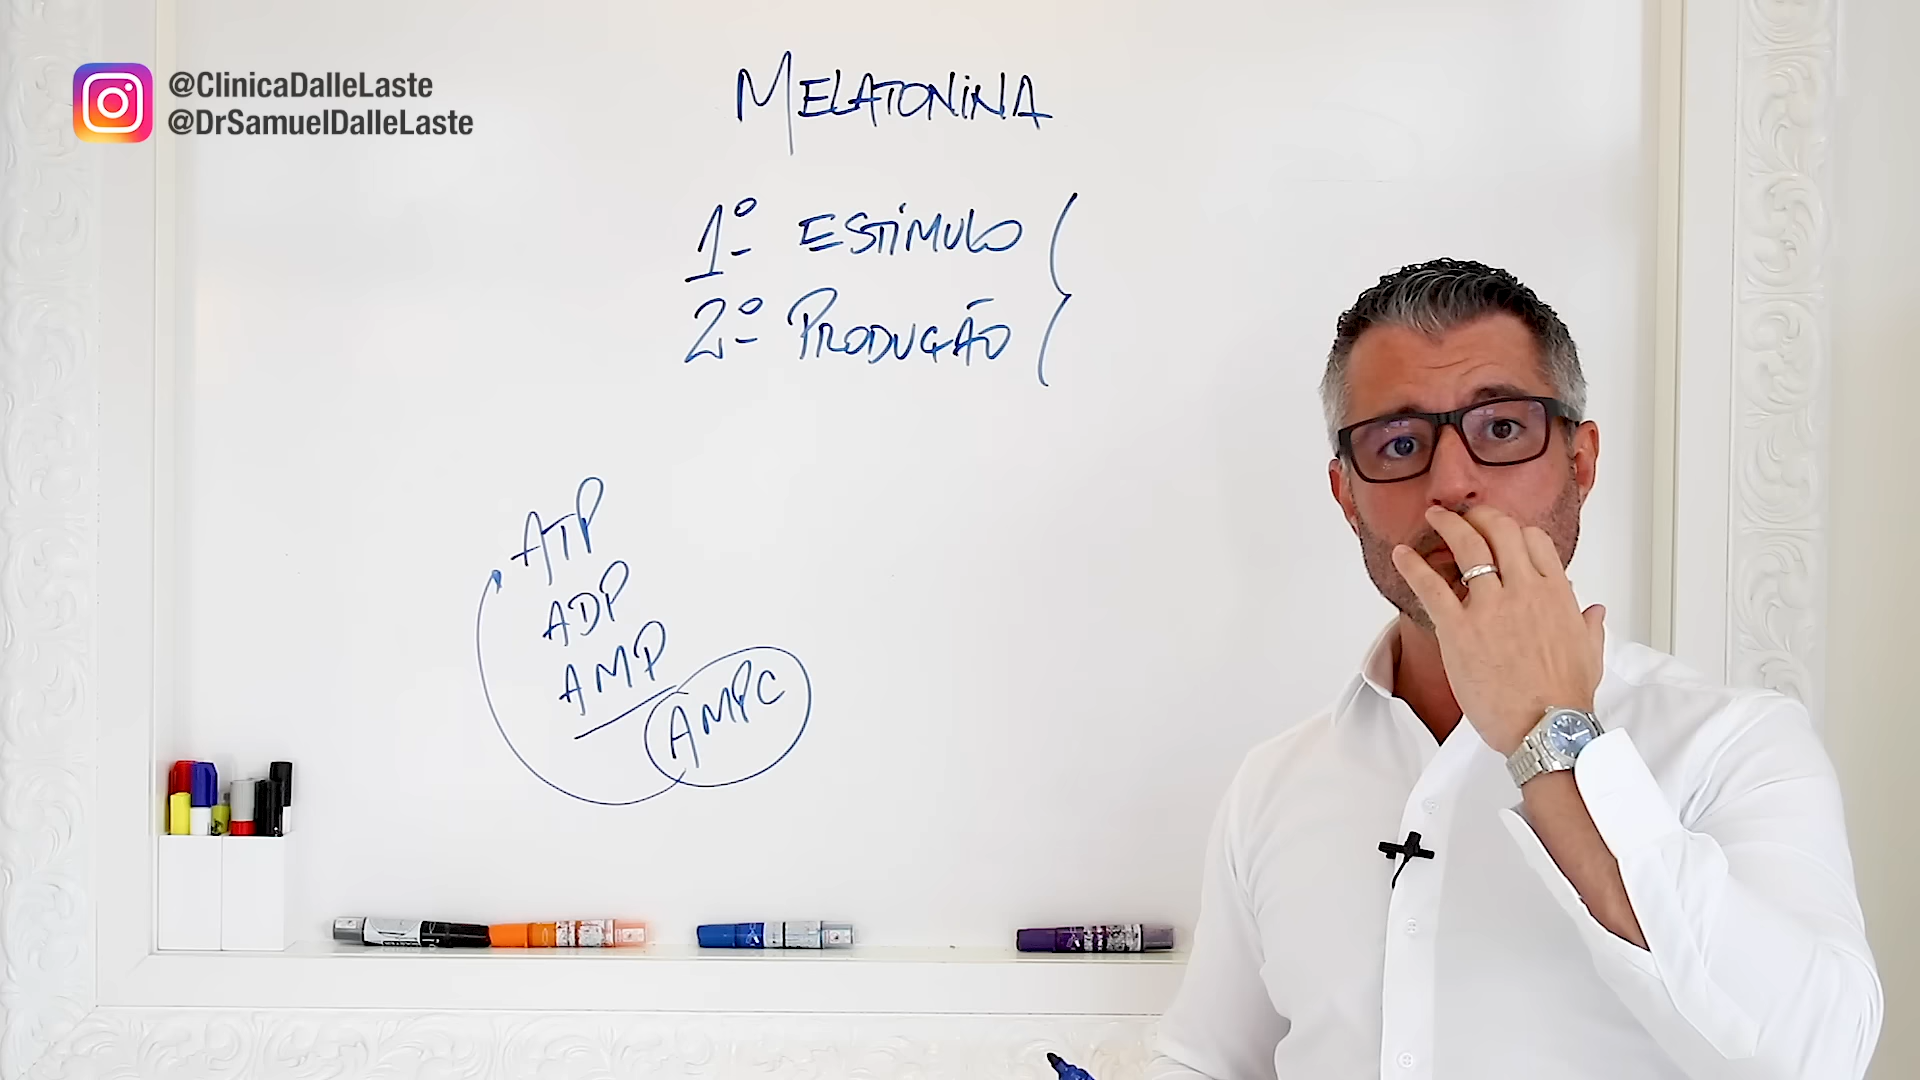 @ClinicaDalleLaste
@DrSamuelDalleLaste
MELATONINA
1º ESTÍMULO
2º PRODUÇÃO
ATP
ADP
AMP
AMPC